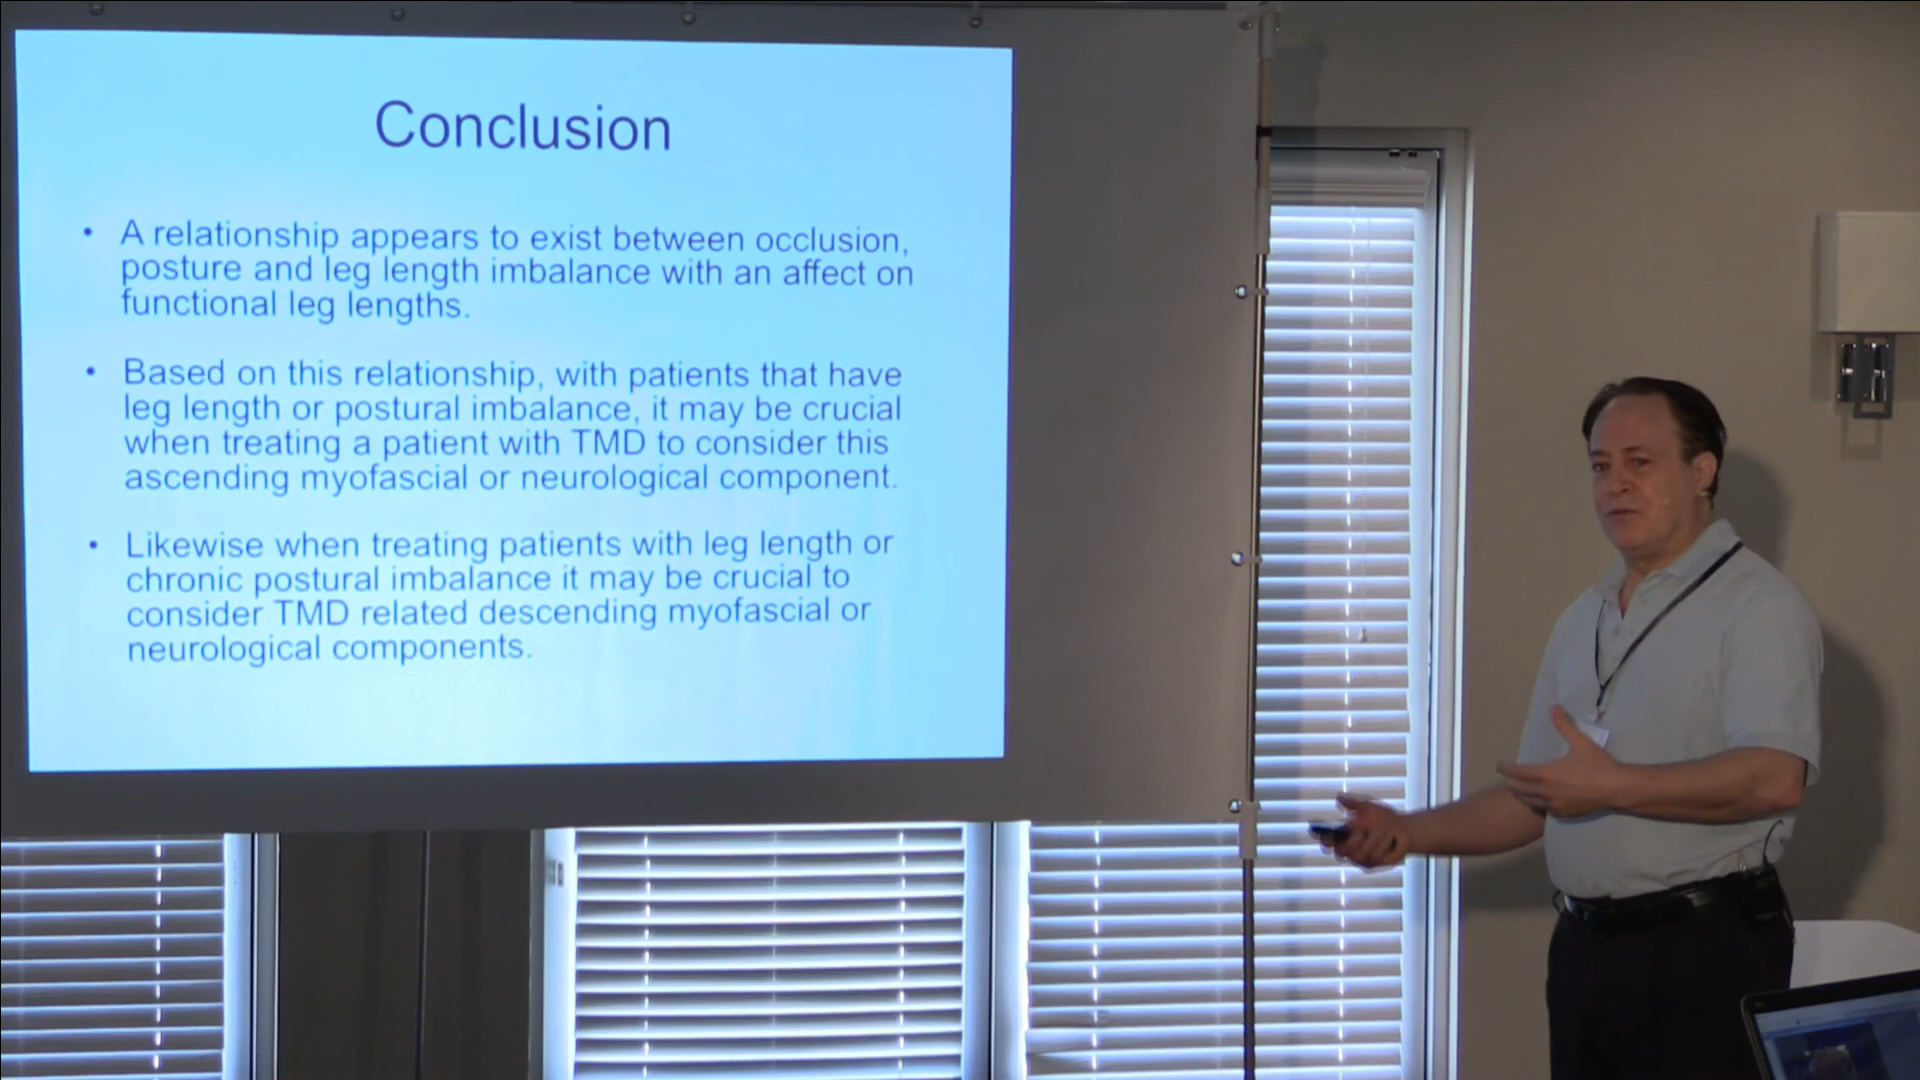 Conclusion
• A relationship appears to exist between occlusion,
posture and leg length imbalance with an affect on
functional leg lengths.
• Based on this relationship, with patients that have
leg length or postural imbalance, it may be crucial
when treating a patient with TMD to consider this
ascending myofascial or neurological component.
• Likewise when treating patients with leg length or
chronic postural imbalance it may be crucial to
consider TMD related descending myofascial or
neurological components.